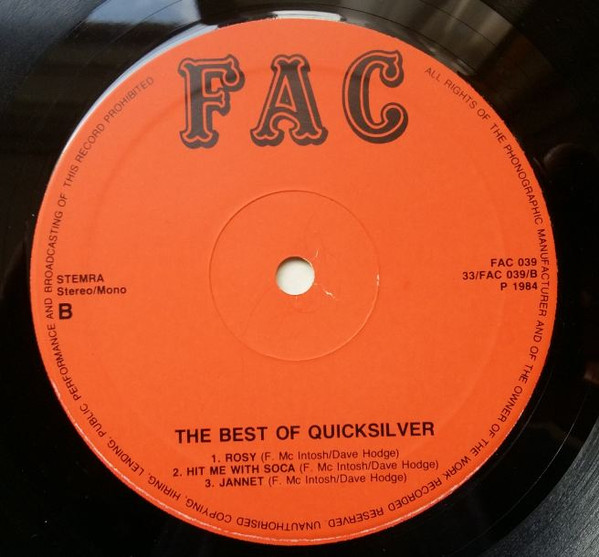 FAC
ALL RIGHTS OF THE PHONOGRAPHIC MANUFACTURER AND OF THE OWNER OF THE WORK RECORDED RESERVED. UNAUTHORISED COPYING, HIRING, LENDING, PUBLIC PERFORMANCE AND BROADCASTING OF THIS RECORD PROHIBITED
STEMRA
Stereo/Mono
B
FAC 039
33/FAC 039/B
P 1984
THE BEST OF QUICKSILVER
1. ROSY (F. Mc Intosh/Dave Hodge)
2. HIT ME WITH SOCA (F. Mc Intosh/Dave Hodge)
3. JANNET (F. Mc Intosh/Dave Hodge)